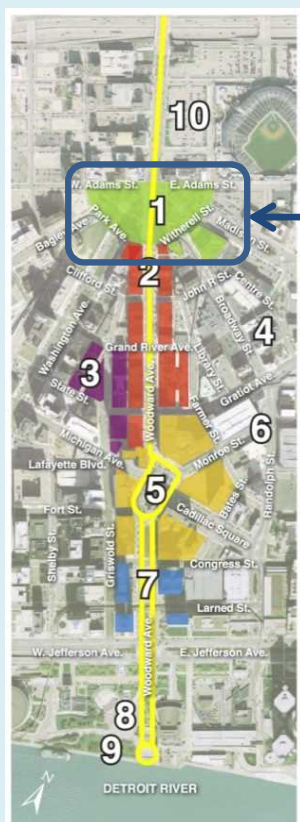 10
W. Adams St.
E. Adams St.
1
Park Ave.
Witherell St.
Madison St.
Bagley Ave.
2
Clifford St.
John R St.
Centre St.
Washington Ave.
Broadway St.
4
Grand River Ave.
3
Library St.
Gratiot Ave.
State St.
Woodward Ave.
Farmer St.
6
Michigan Ave.
Monroe St.
Randolph St.
Lafayette Blvd.
5
Bates St.
Fort St.
Cadillac Square
Shelby St.
Griswold St.
Congress St.
7
Larned St.
Woodward Ave.
W. Jefferson Ave.
E. Jefferson Ave.
8
9
N
DETROIT RIVER